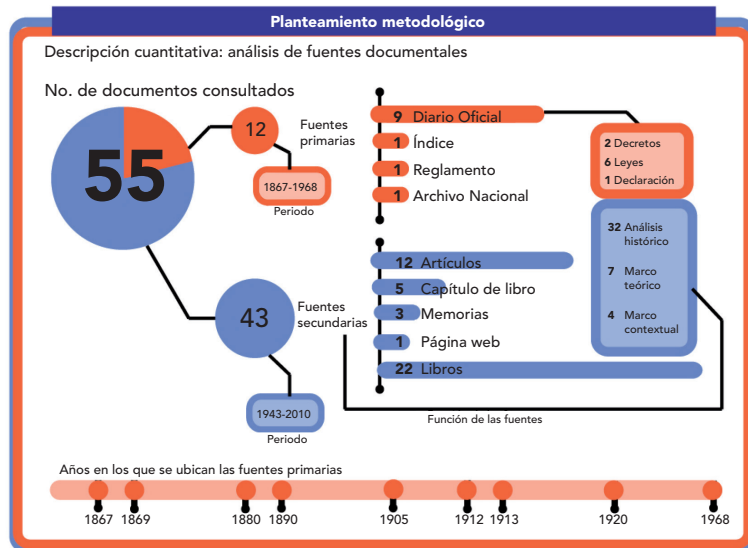 Planteamiento metodológico
Descripción cuantitativa: análisis de fuentes documentales
No. de documentos consultados
55
12
Fuentes
primarias
1867-1968
Periodo
9 Diario Oficial
1 Índice
1 Reglamento
1 Archivo Nacional
2 Decretos
6 Leyes
1 Declaración
43
Fuentes
secundarias
1943-2010
Periodo
12 Artículos
5 Capítulo de libro
3 Memorias
1 Página web
22 Libros
32 Análisis
histórico
7 Marco
teórico
4 Marco
contextual
Función de las fuentes
Años en los que se ubican las fuentes primarias
1867 1869 1880 1890 1905 1912 1913 1920 1968